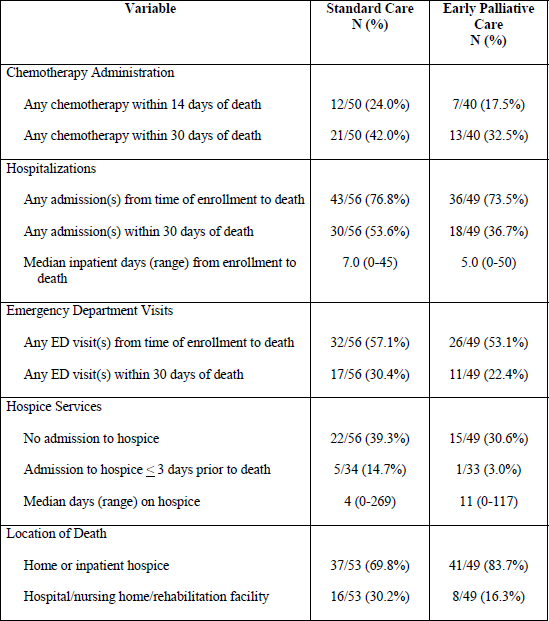 Variable Standard Care N (%) Early Palliative Care N (%)
Chemotherapy Administration
Any chemotherapy within 14 days of death 12/50 (24.0%) 7/40 (17.5%)
Any chemotherapy within 30 days of death 21/50 (42.0%) 13/40 (32.5%)
Hospitalizations
Any admission(s) from time of enrollment to death 43/56 (76.8%) 36/49 (73.5%)
Any admission(s) within 30 days of death 30/56 (53.6%) 18/49 (36.7%)
Median inpatient days (range) from enrollment to death 7.0 (0-45) 5.0 (0-50)
Emergency Department Visits
Any ED visit(s) from time of enrollment to death 32/56 (57.1%) 26/49 (53.1%)
Any ED visit(s) within 30 days of death 17/56 (30.4%) 11/49 (22.4%)
Hospice Services
No admission to hospice 22/56 (39.3%) 15/49 (30.6%)
Admission to hospice ≤ 3 days prior to death 5/34 (14.7%) 1/33 (3.0%)
Median days (range) on hospice 4 (0-269) 11 (0-117)
Location of Death
Home or inpatient hospice 37/53 (69.8%) 41/49 (83.7%)
Hospital/nursing home/rehabilitation facility 16/53 (30.2%) 8/49 (16.3%)